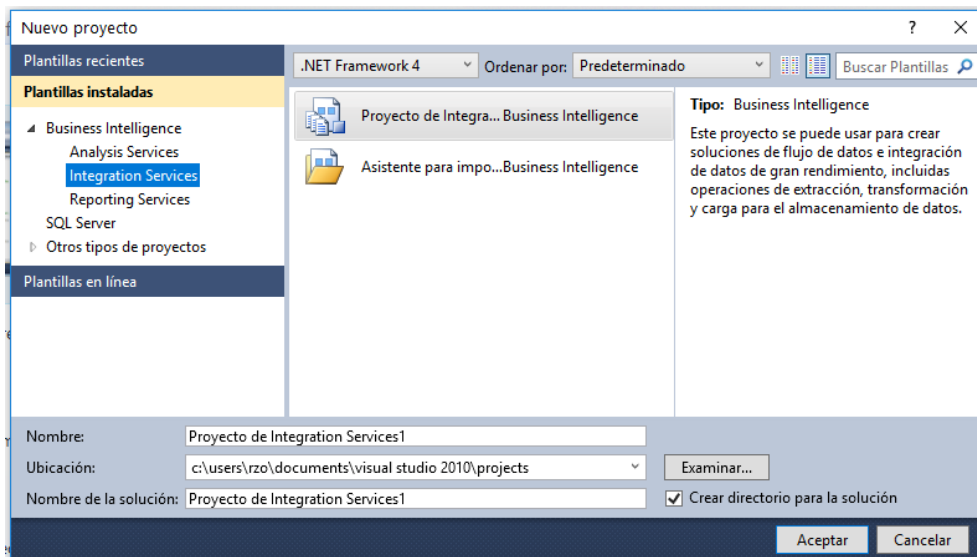 Nuevo proyecto
Plantillas recientes
.NET Framework 4
Ordenar por:
Predeterminado
Buscar Plantillas
Plantillas instaladas
Business Intelligence
Analysis Services
Integration Services
Reporting Services
SQL Server
Otros tipos de proyectos
Plantillas en línea
Proyecto de Integra... Business Intelligence
Asistente para impo...Business Intelligence
Tipo: Business Intelligence
Este proyecto se puede usar para crear
soluciones de flujo de datos e integración
de datos de gran rendimiento, incluidas
operaciones de extracción, transformación
y carga para el almacenamiento de datos.
Nombre:
Proyecto de Integration Services1
Ubicación:
c:\users\rzo\documents\visual studio 2010\projects
Examinar...
Nombre de la solución:
Proyecto de Integration Services1
Crear directorio para la solución
Aceptar
Cancelar